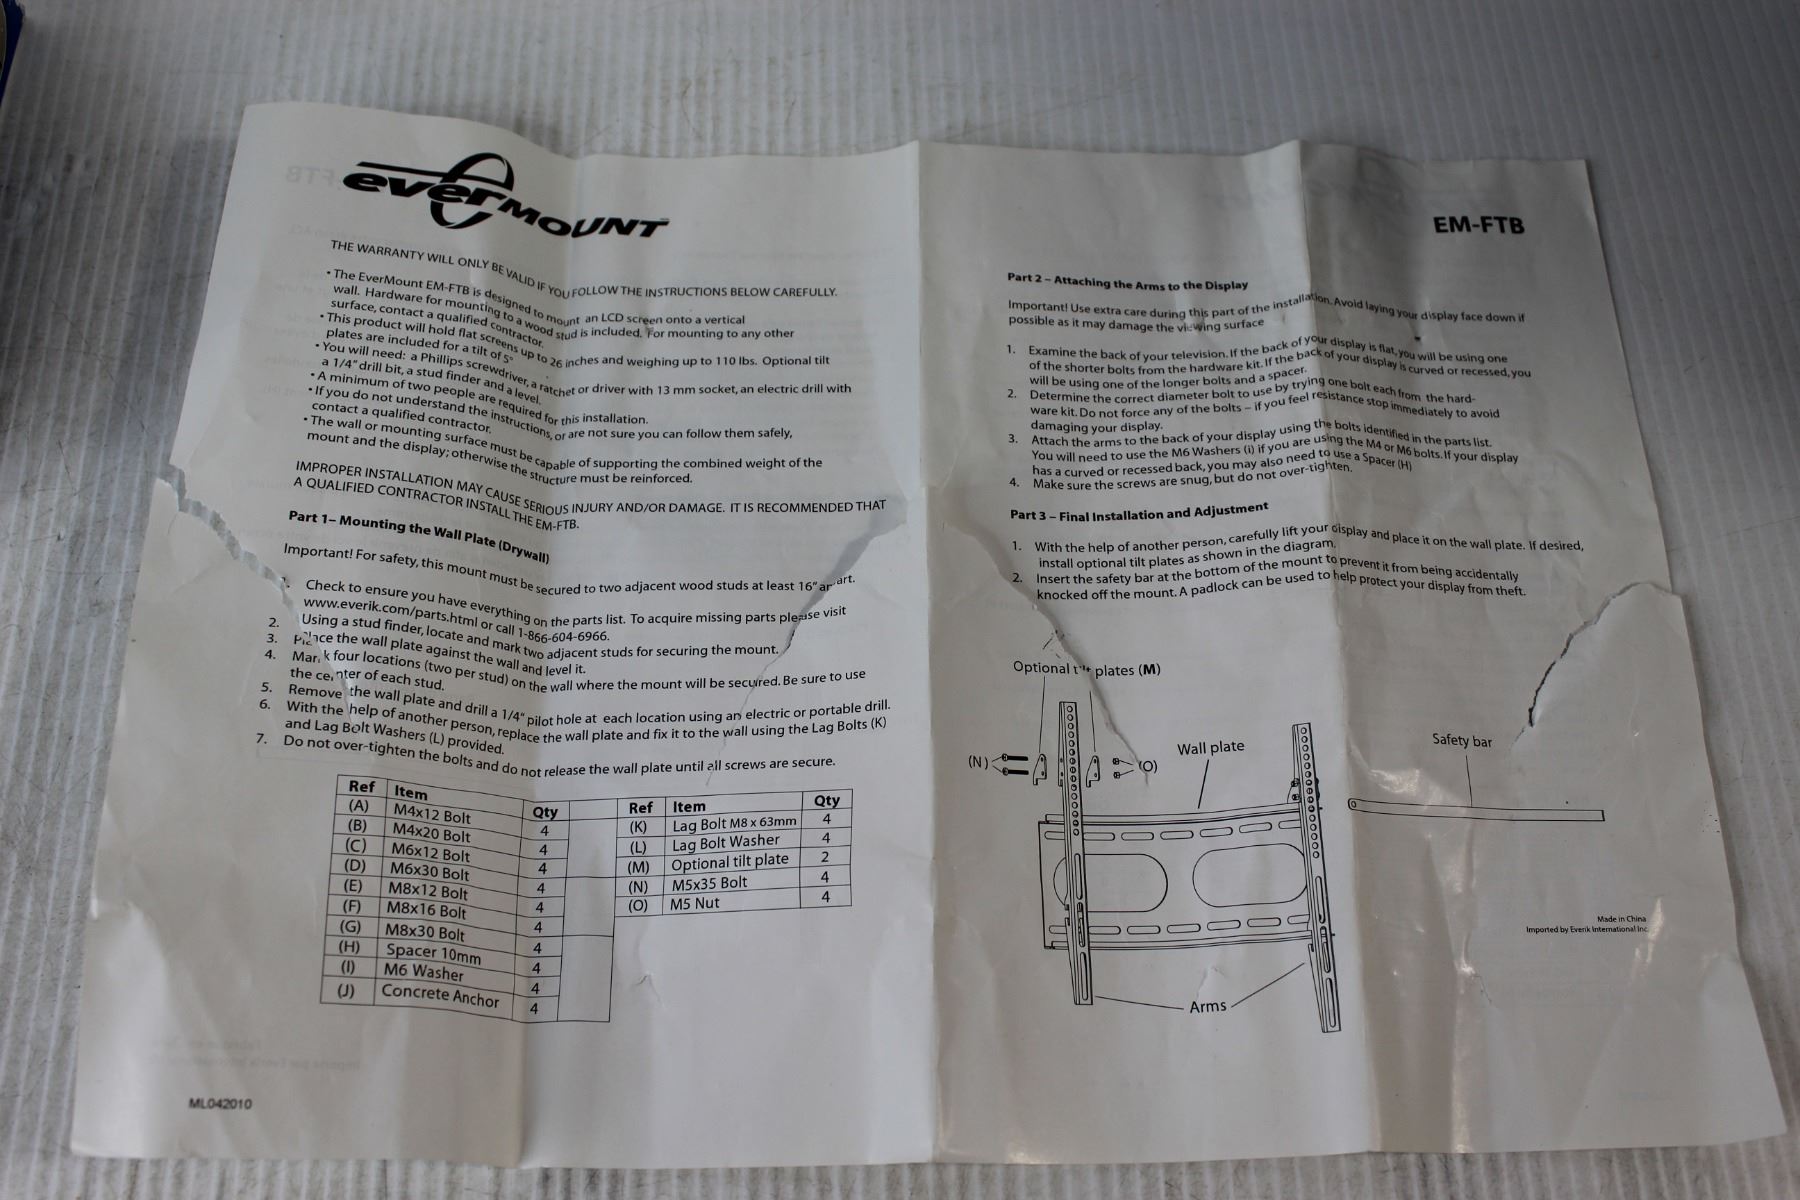 everMOUNT
THE WARRANTY WILL ONLY BE VALID IF YOU FOLLOW THE INSTRUCTIONS BELOW CAREFULLY.
• The EverMount EM-FTB is designed to mount an LCD screen onto a vertical
wall. Hardware for mounting to a wood stud is included. For mounting to any other
surface, contact a qualified contractor.
• This product will hold flat screens up to 26 inches and weighing up to 110 lbs. Optional tilt
plates are included for a tilt of 5°
• You will need: a Phillips screwdriver, a ratchet or driver with 13 mm socket, an electric drill with
a 1/4" drill bit, a stud finder and a level.
• A minimum of two people are required for this installation.
• If you do not understand the instructions, or are not sure you can follow them safely,
contact a qualified contractor.
• The wall or mounting surface must be capable of supporting the combined weight of the
mount and the display; otherwise the structure must be reinforced.
IMPROPER INSTALLATION MAY CAUSE SERIOUS INJURY AND/OR DAMAGE. IT IS RECOMMENDED THAT
A QUALIFIED CONTRACTOR INSTALL THE EM-FTB.
Part 1– Mounting the Wall Plate (Drywall)
Important! For safety, this mount must be secured to two adjacent wood studs at least 16" apart.
1. Check to ensure you have everything on the parts list. To acquire missing parts please visit
www.everik.com/parts.html or call 1-866-604-6966.
2. Using a stud finder, locate and mark two adjacent studs for securing the mount.
3. Place the wall plate against the wall and level it.
4. Mark four locations (two per stud) on the wall where the mount will be secured. Be sure to use
the center of each stud.
5. Remove the wall plate and drill a 1/4" pilot hole at each location using an electric or portable drill.
6. With the help of another person, replace the wall plate and fix it to the wall using the Lag Bolts (K)
and Lag Bolt Washers (L) provided.
7. Do not over-tighten the bolts and do not release the wall plate until all screws are secure.
Ref Item Qty
(A) M4x12 Bolt 4
(B) M4x20 Bolt 4
(C) M6x12 Bolt 4
(D) M6x30 Bolt 4
(E) M8x12 Bolt 4
(F) M8x16 Bolt 4
(G) M8x30 Bolt 4
(H) Spacer 10mm 4
(I) M6 Washer 4
(J) Concrete Anchor 4
Ref Item Qty
(K) Lag Bolt M8 x 63mm 4
(L) Lag Bolt Washer 4
(M) Optional tilt plate 2
(N) M5x35 Bolt 4
(O) M5 Nut 4
ML042010
EM-FTB
Part 2 – Attaching the Arms to the Display
Important! Use extra care during this part of the installation. Avoid laying your display face down if
possible as it may damage the viewing surface
1. Examine the back of your television. If the back of your display is flat, you will be using one
of the shorter bolts from the hardware kit. If the back of your display is curved or recessed, you
will be using one of the longer bolts and a spacer.
2. Determine the correct diameter bolt to use by trying one bolt each from the hard-
ware kit. Do not force any of the bolts – if you feel resistance stop immediately to avoid
damaging your display.
3. Attach the arms to the back of your display using the bolts identified in the parts list.
You will need to use the M6 Washers (i) if you are using the M4 or M6 bolts. If your display
has a curved or recessed back, you may also need to use a Spacer (H)
4. Make sure the screws are snug, but do not over-tighten.
Part 3 – Final Installation and Adjustment
1. With the help of another person, carefully lift your display and place it on the wall plate. If desired,
install optional tilt plates as shown in the diagram.
2. Insert the safety bar at the bottom of the mount to prevent it from being accidentally
knocked off the mount. A padlock can be used to help protect your display from theft.
Optional tilt plates (M)
(N)
(O)
Wall plate
Safety bar
Arms
Made in China
Imported by Everik International Inc.